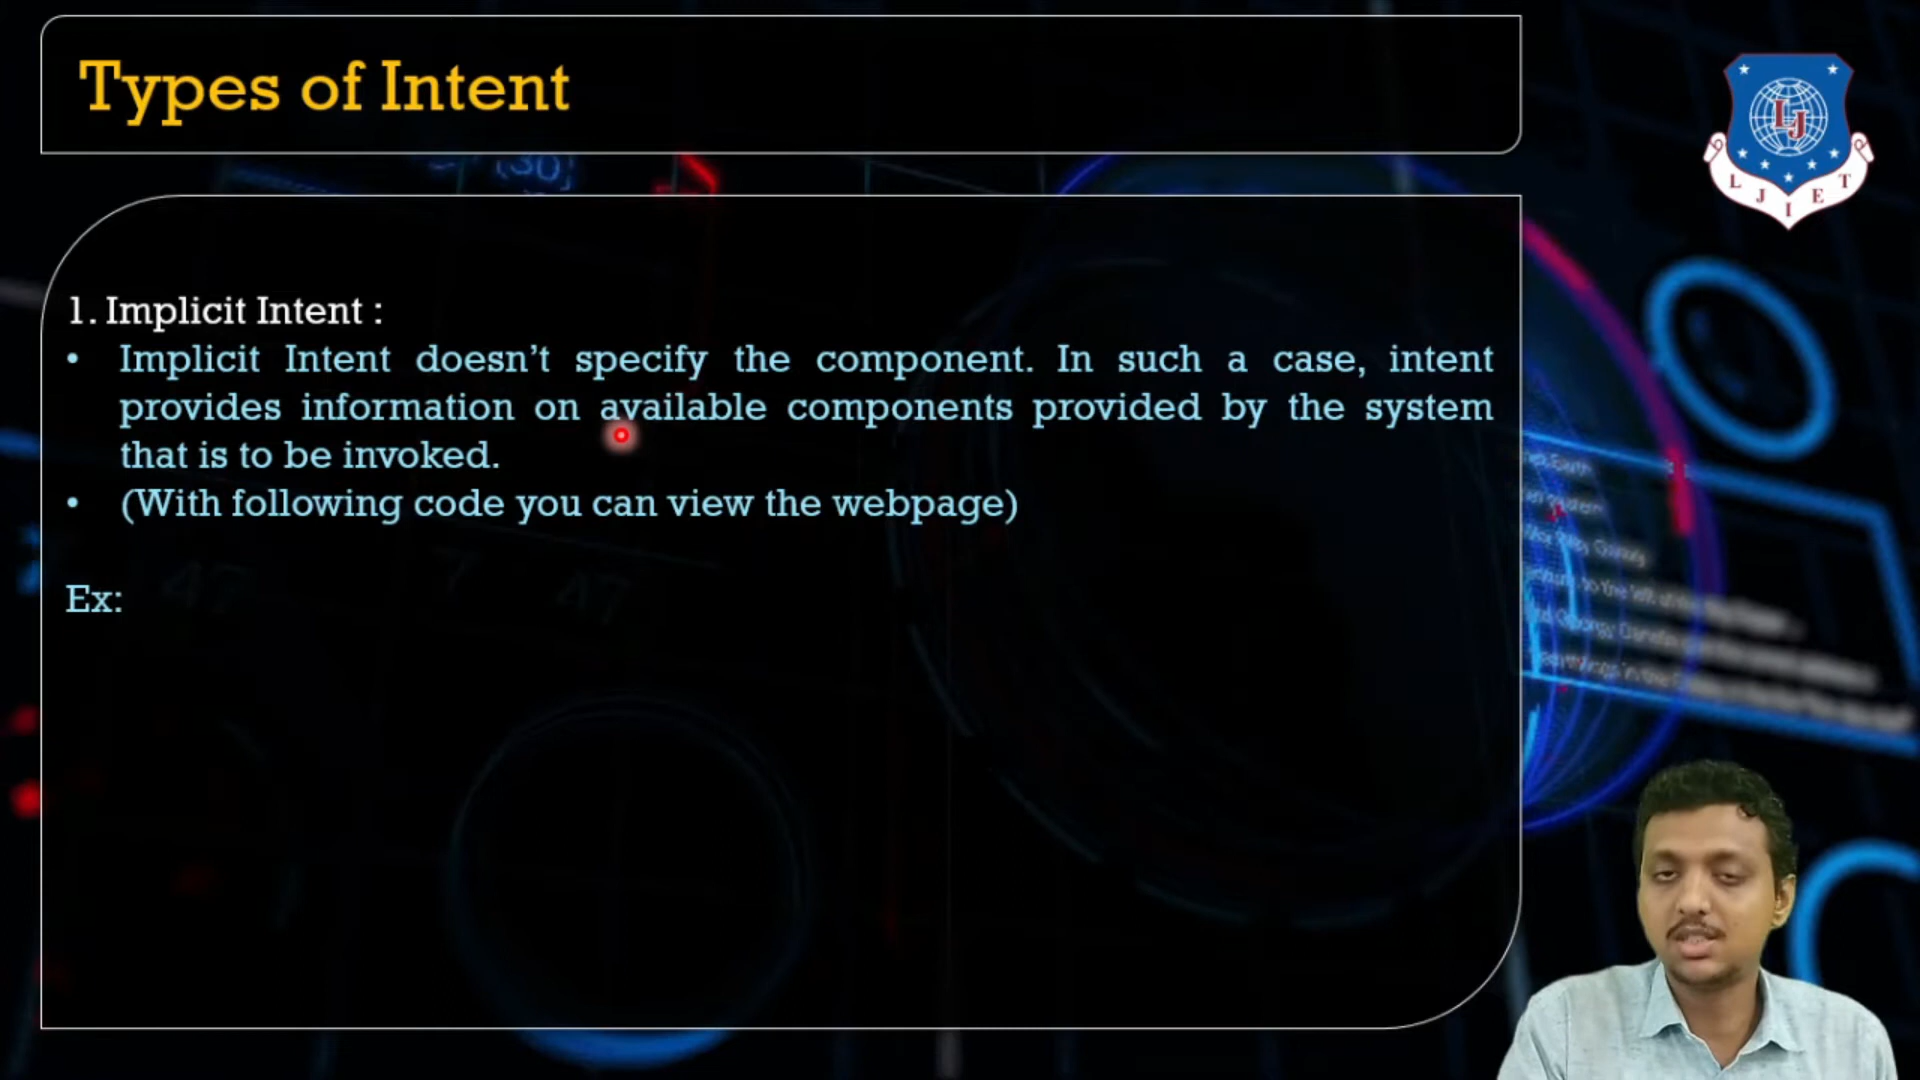 Types of Intent
(30)
L J I E T
LJ
1. Implicit Intent :
• Implicit Intent doesn’t specify the component. In such a case, intent
provides information on available components provided by the system
that is to be invoked.
• (With following code you can view the webpage)
Ex: